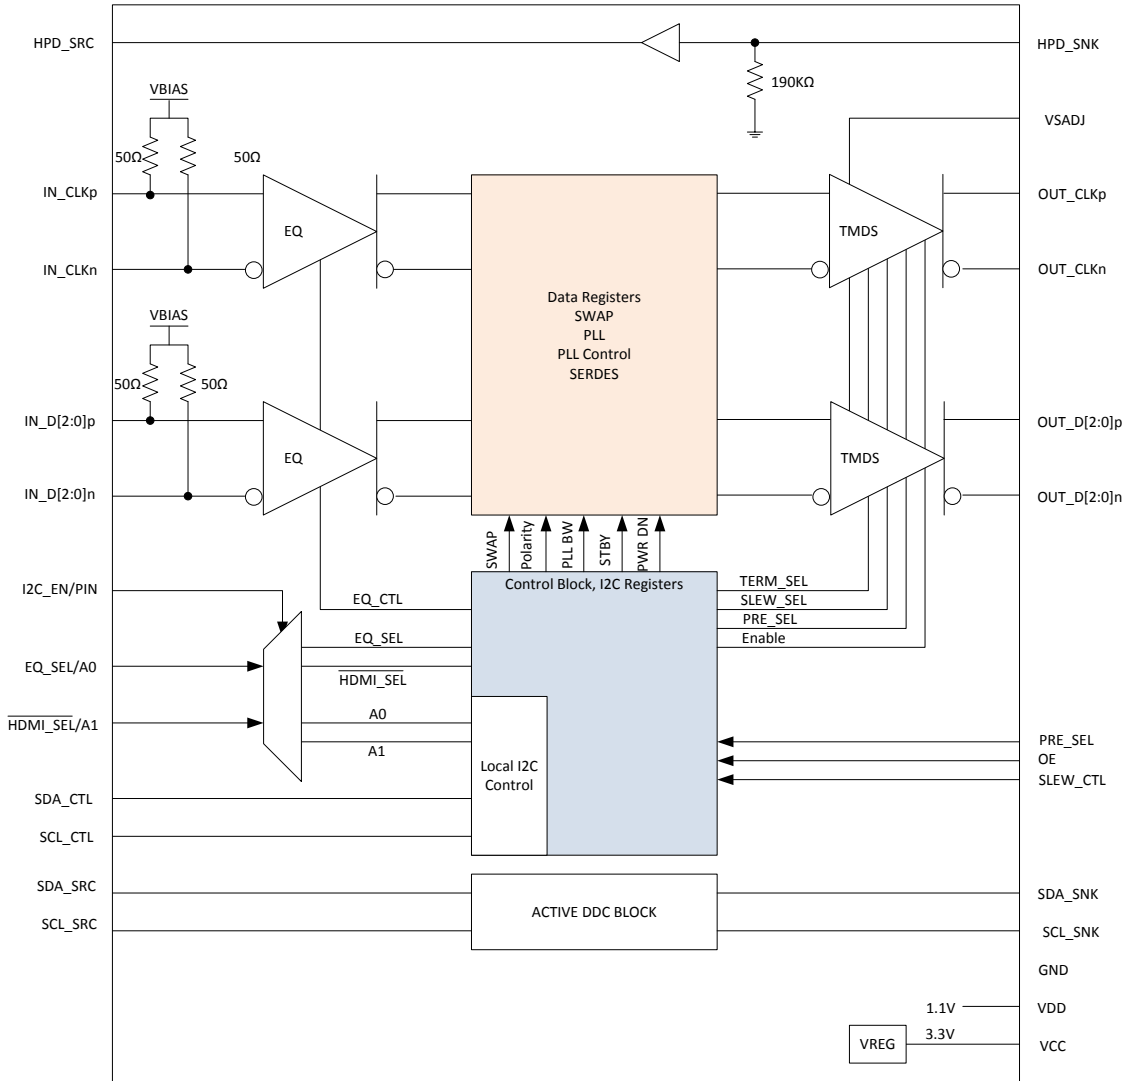 HPD_SRC
HPD_SNK
190KΩ
VBIAS
VSADJ
50Ω
50Ω
IN_CLKp
OUT_CLKp
EQ
TMDS
IN_CLKn
OUT_CLKn
Data Registers
SWAP
PLL
PLL Control
SERDES
VBIAS
50Ω
50Ω
IN_D[2:0]p
OUT_D[2:0]p
EQ
TMDS
IN_D[2:0]n
OUT_D[2:0]n
SWAP
Polarity
PLL BW
STBY
PWR DN
I2C_EN/PIN
Control Block, I2C Registers
TERM_SEL
EQ_CTL
SLEW_SEL
PRE_SEL
EQ_SEL
Enable
EQ_SEL/A0
HDMI_SEL
HDMI_SEL/A1
A0
A1
PRE_SEL
OE
SLEW_CTL
Local I2C
Control
SDA_CTL
SCL_CTL
SDA_SRC
SDA_SNK
ACTIVE DDC BLOCK
SCL_SRC
SCL_SNK
GND
1.1V
VDD
3.3V
VREG
VCC